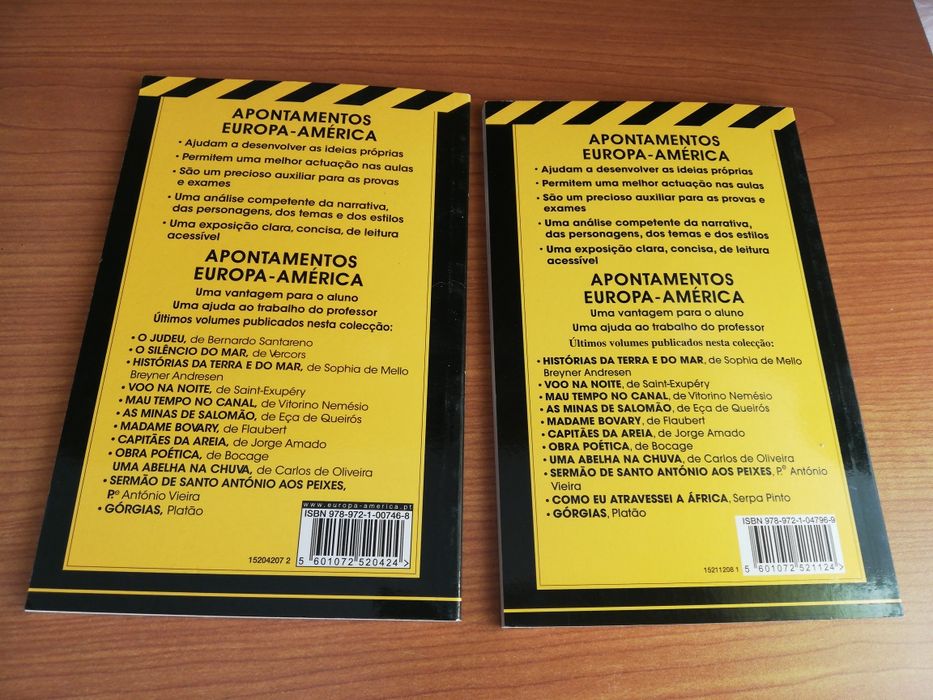 APONTAMENTOS
EUROPA-AMÉRICA
• Ajudam a desenvolver as ideias próprias
• Permitem uma melhor actuação nas aulas
• São um precioso auxiliar para as provas
e exames
• Uma análise competente da narrativa,
das personagens, dos temas e dos estilos
• Uma exposição clara, concisa, de leitura
acessível
APONTAMENTOS
EUROPA-AMÉRICA
Uma vantagem para o aluno
Uma ajuda ao trabalho do professor
Últimos volumes publicados nesta colecção:
• O JUDEU, de Bernardo Santareno
• O SILÊNCIO DO MAR, de Vercors
• HISTÓRIAS DA TERRA E DO MAR, de Sophia de Mello
Breyner Andresen
• VOO NA NOITE, de Saint-Exupéry
• MAU TEMPO NO CANAL, de Vitorino Nemésio
• AS MINAS DE SALOMÃO, de Eça de Queirós
• MADAME BOVARY, de Flaubert
• CAPITÃES DA AREIA, de Jorge Amado
• OBRA POÉTICA, de Bocage
UMA ABELHA NA CHUVA, de Carlos de Oliveira
• SERMÃO DE SANTO ANTÓNIO AOS PEIXES,
P.e António Vieira
• GÓRGIAS, Platão
www.europa-america.pt
ISBN 978-972-1-00746-8
15204207 2
5 601072 520424 >
APONTAMENTOS
EUROPA-AMÉRICA
• Ajudam a desenvolver as ideias próprias
• Permitem uma melhor actuação nas aulas
• São um precioso auxiliar para as provas e
exames
• Uma análise competente da narrativa,
das personagens, dos temas e dos estilos
• Uma exposição clara, concisa, de leitura
acessível
APONTAMENTOS
EUROPA-AMÉRICA
Uma vantagem para o aluno
Uma ajuda ao trabalho do professor
Últimos volumes publicados nesta colecção:
• HISTÓRIAS DA TERRA E DO MAR, de Sophia de Mello
Breyner Andresen
• VOO NA NOITE, de Saint-Exupéry
• MAU TEMPO NO CANAL, de Vitorino Nemésio
• AS MINAS DE SALOMÃO, de Eça de Queirós
• MADAME BOVARY, de Flaubert
• CAPITÃES DA AREIA, de Jorge Amado
• OBRA POÉTICA, de Bocage
UMA ABELHA NA CHUVA, de Carlos de Oliveira
• SERMÃO DE SANTO ANTÓNIO AOS PEIXES, P.e António
Vieira
• COMO EU ATRAVESSEI A ÁFRICA, Serpa Pinto
• GÓRGIAS, Platão
ISBN 978-972-1-04796-9
15211208 1
5 601072 521124 >